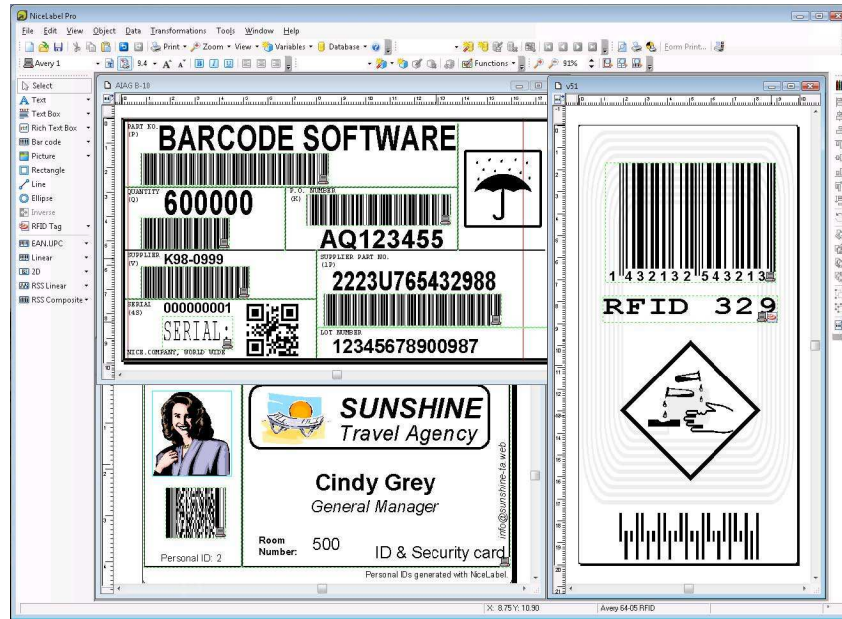 NiceLabel Pro
File Edit View Object Data Transformations Tools Window Help
Print Zoom View Variables Database Form Print...
Avery 1 9.4 A A B I U Functions 91%
Select
Text
Text Box
Rich Text Box
Bar code
Picture
Rectangle
Line
Ellipse
Inverse
RFID Tag
EAN.UPC
Linear
2D
RSS Linear
RSS Composite
AIAG B-10
PART NO.
(P)
BARCODE SOFTWARE
QUANTITY
(Q)
600000
P.O. NUMBER
(K)
AQ123455
SUPPLIER
(V)
K98-0999
SUPPLIER PART NO.
(1P)
2223U765432988
SERIAL
(4S)
000000001
SERIAL:
NICE.COMPANY, WORLD WIDE
LOT NUMBER
12345678900987
SUNSHINE
Travel Agency
Cindy Grey
General Manager
Room
Number:
500
ID & Security card
Personal ID: 2
info@sunshine-ta.web
Personal IDs generated with NiceLabel.
v51
1 432132 543213
RFID 329
X: 8.75 Y: 10.90
Avery 64-05 RFID